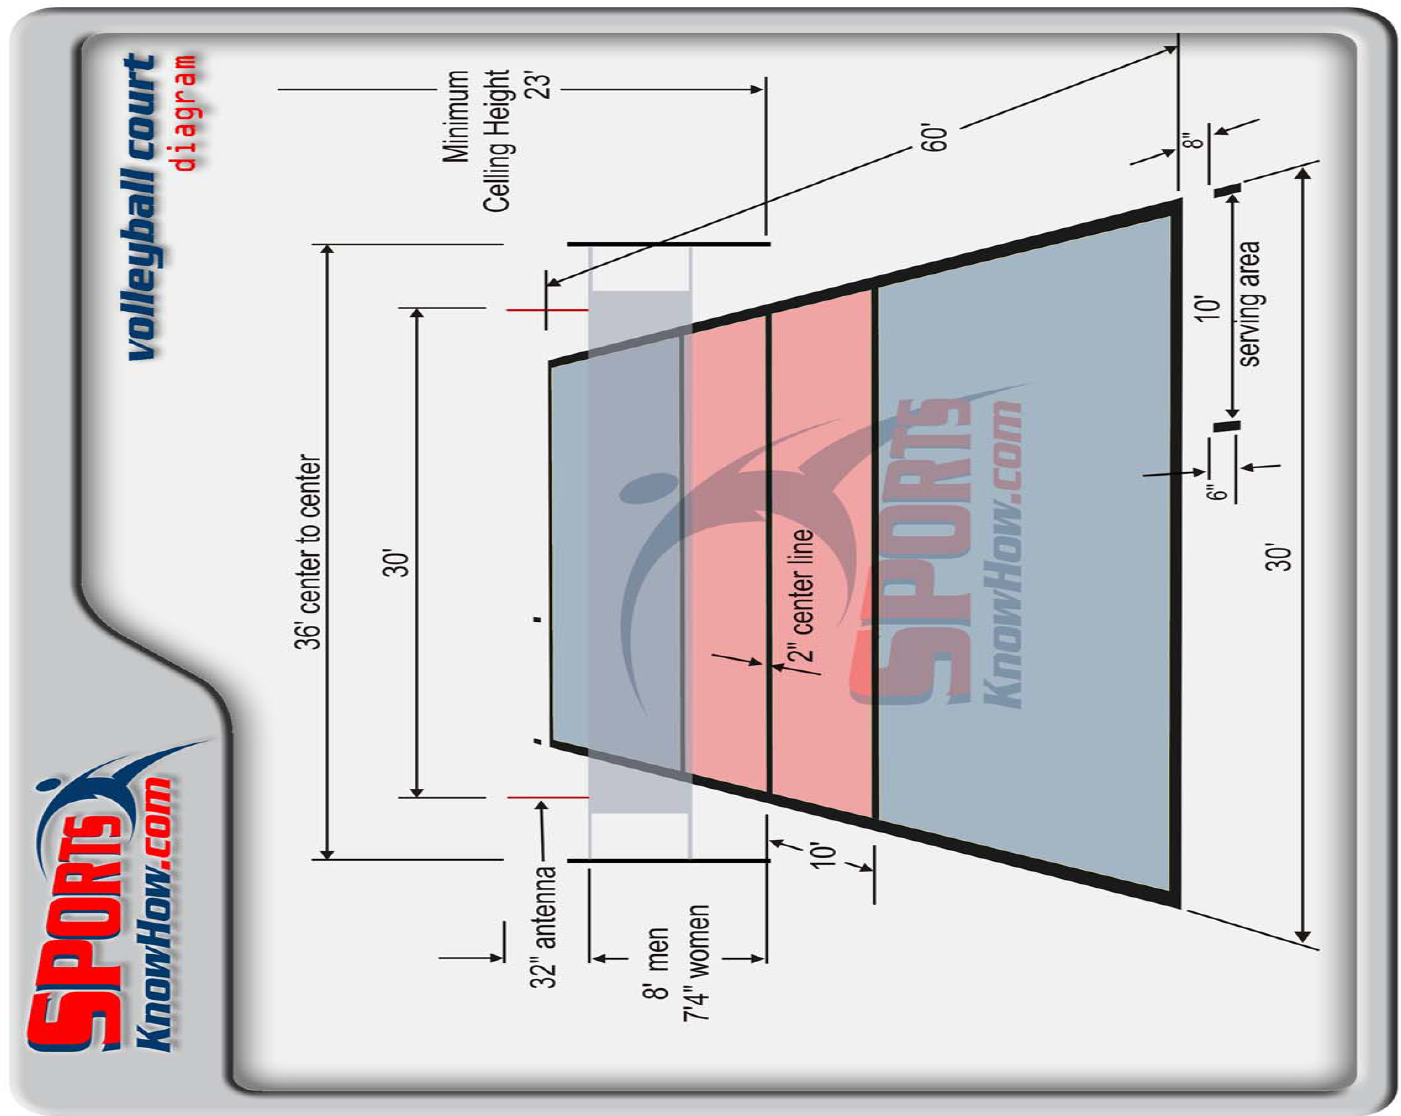 SPORTS
KnowHow.com
volleyball court
diagram
36' center to center
30'
Minimum
Celling Height
23'
60'
32" antenna
8' men
7'4" women
10'
2" center line
SPORTS
KnowHow.com
8"
10'
serving area
6"
30'